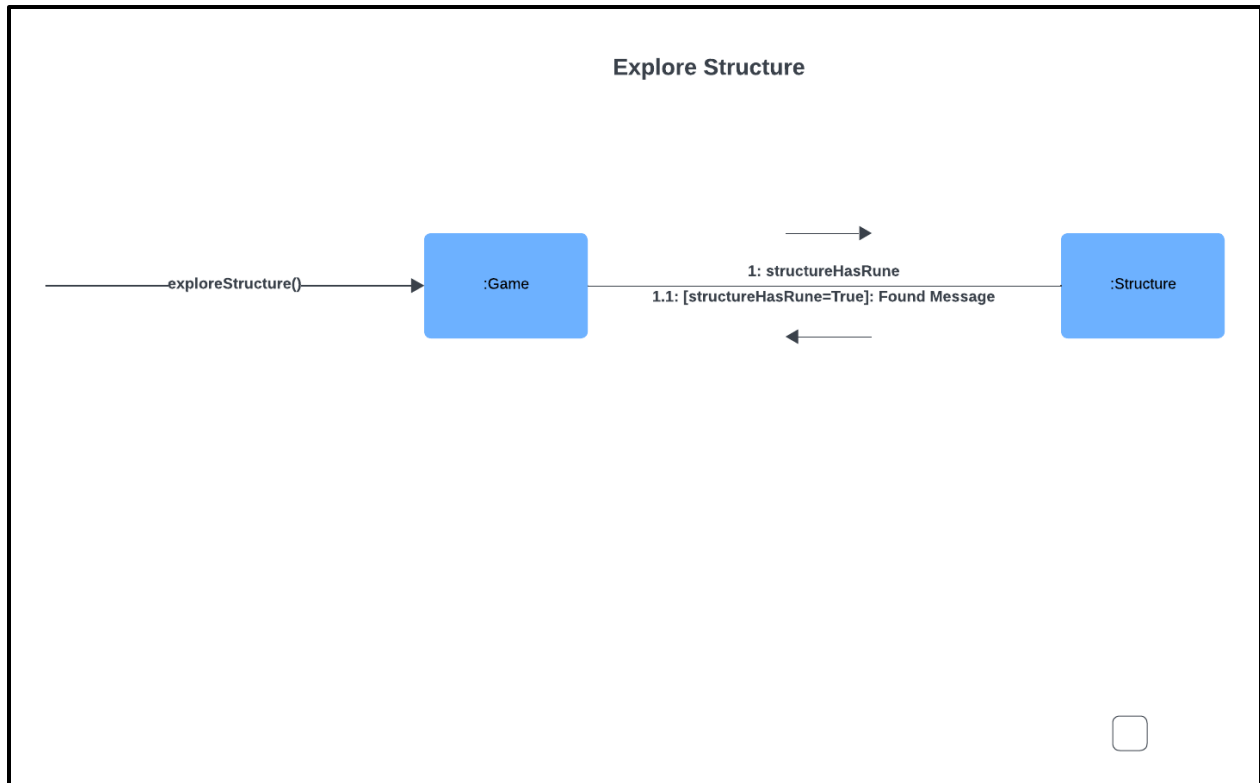 Explore Structure
exploreStructure()
:Game
1: structureHasRune
1.1: [structureHasRune=True]: Found Message
:Structure